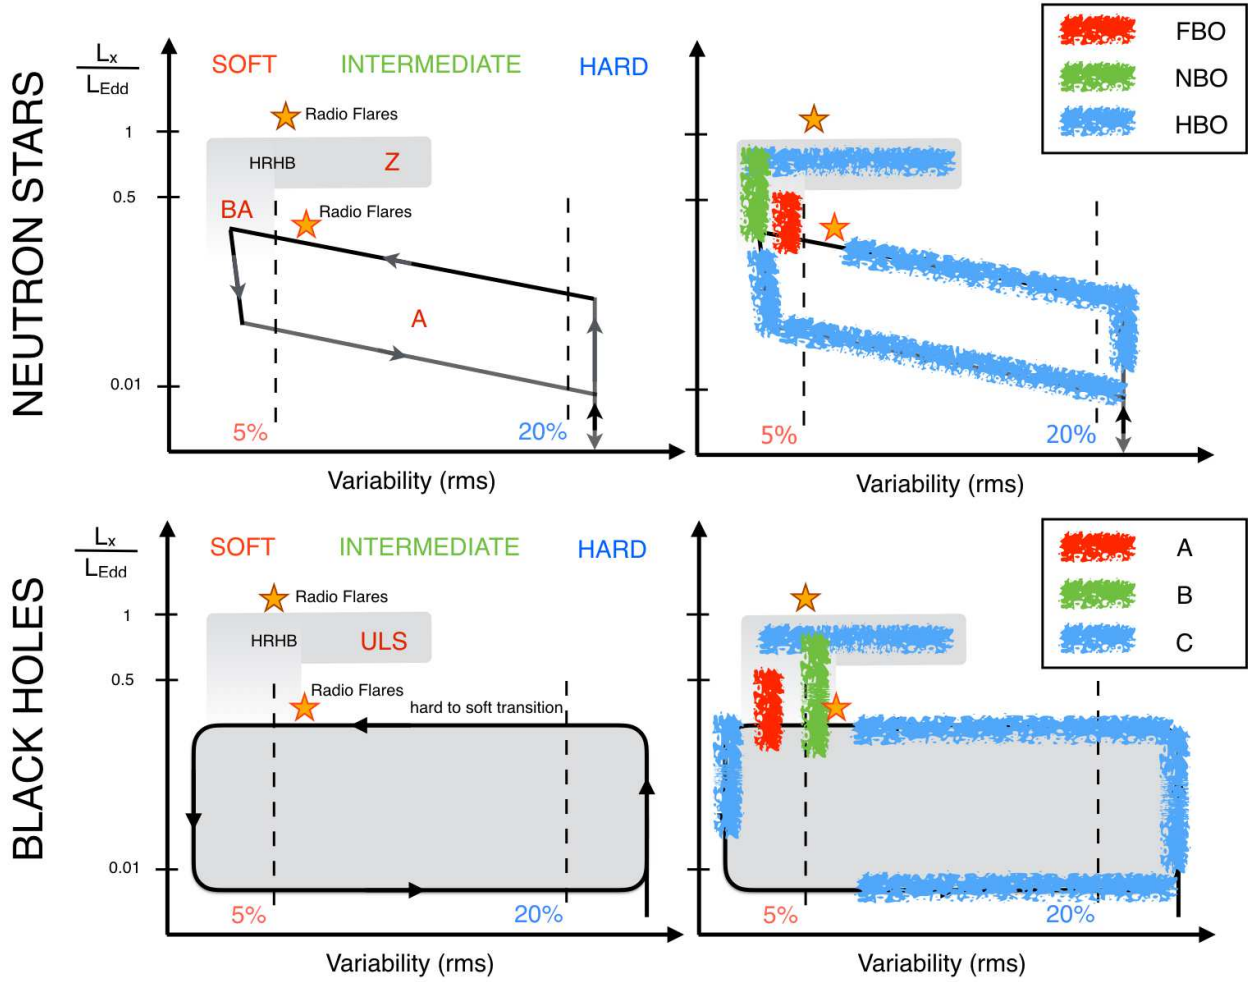 NEUTRON STARS
Lx
LEdd
SOFT INTERMEDIATE HARD
Radio Flares
1
HRHB Z
0.5
BA Radio Flares
A
0.01
5% 20%
Variability (rms)
FBO
NBO
HBO
5% 20%
Variability (rms)
BLACK HOLES
Lx
LEdd
SOFT INTERMEDIATE HARD
Radio Flares
1
HRHB ULS
0.5
Radio Flares
hard to soft transition
0.01
5% 20%
Variability (rms)
A
B
C
5% 20%
Variability (rms)